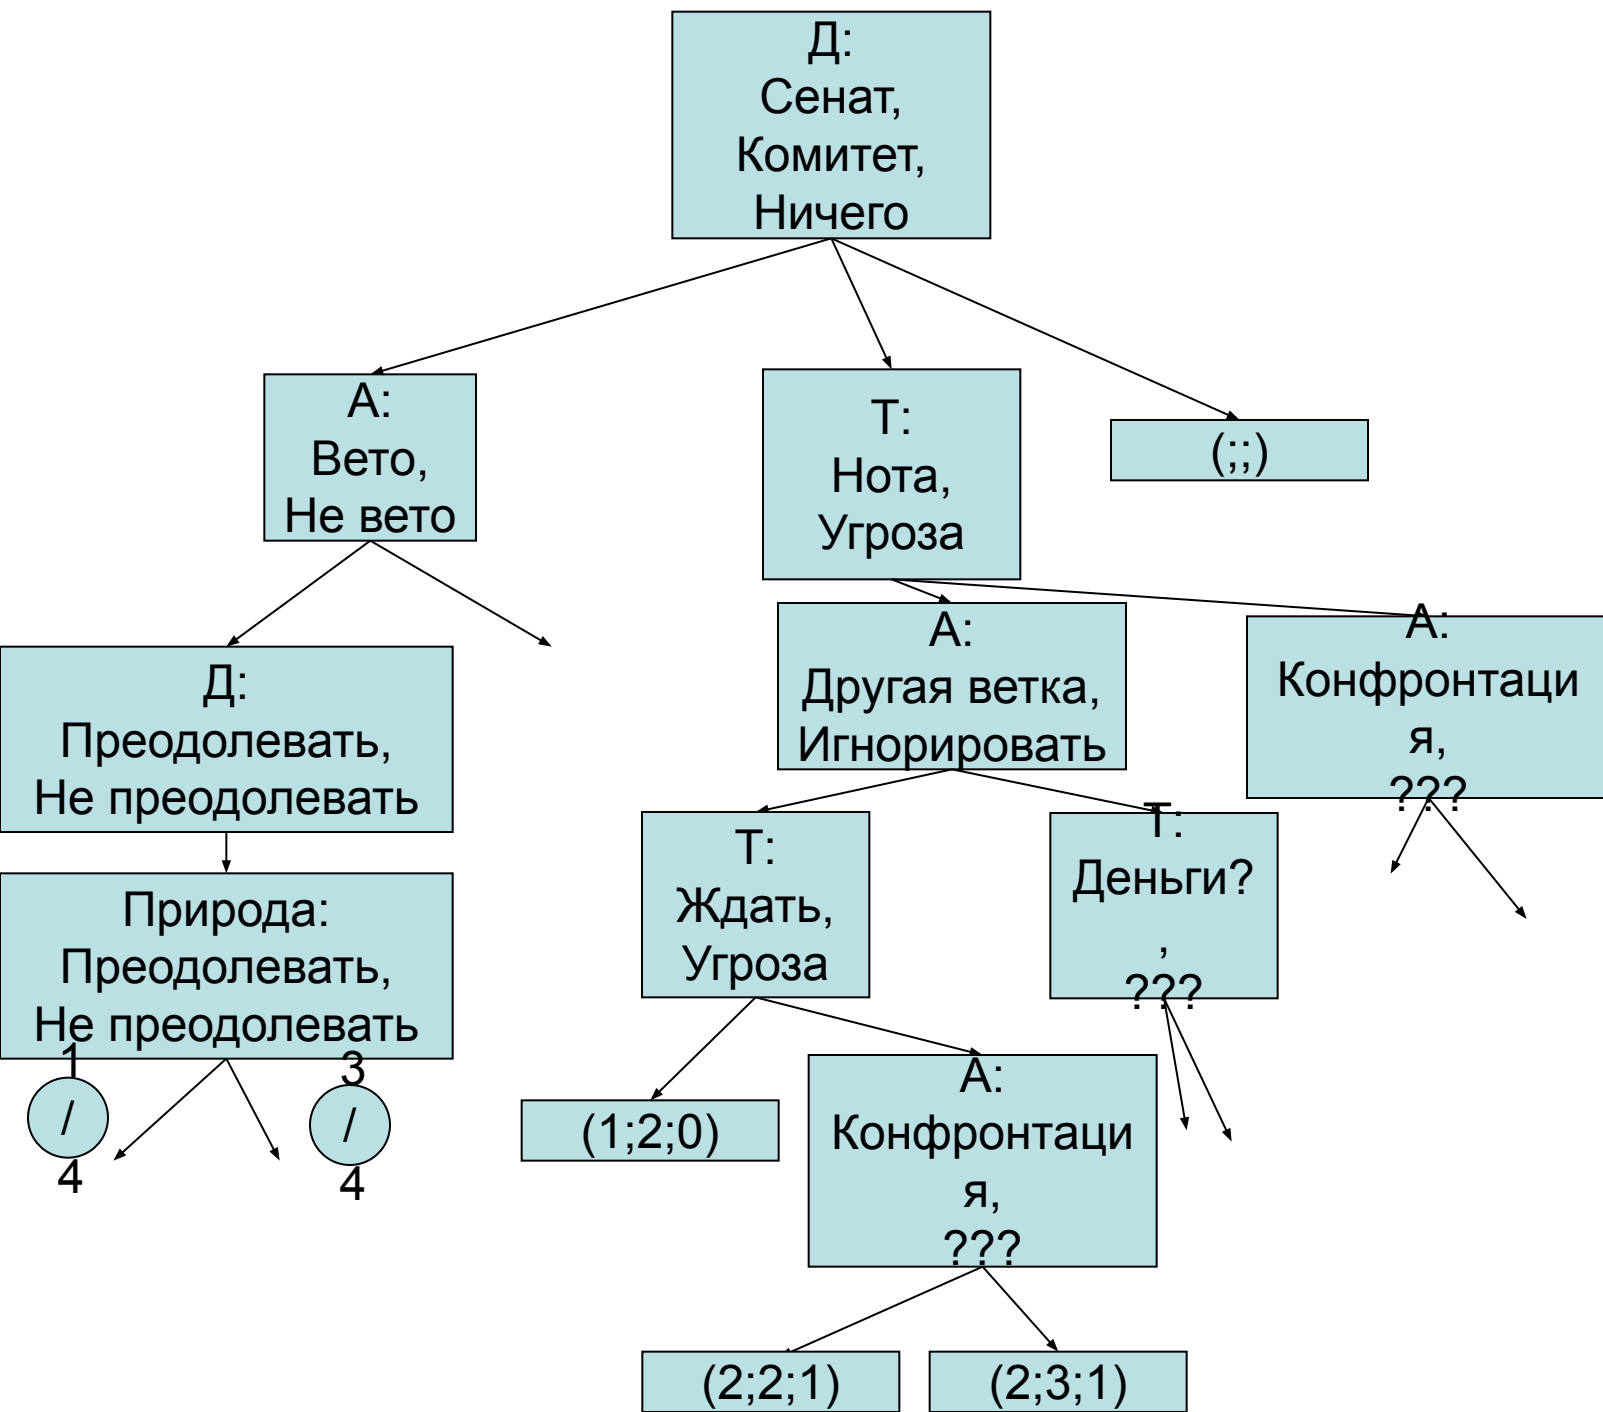 Д:
Сенат,
Комитет,
Ничего
А:
Вето,
Не вето
Т:
Нота,
Угроза
(;;)
Д:
Преодолевать,
Не преодолевать
А:
Другая ветка,
Игнорировать
А:
Конфронтаци
я,
???
Природа:
Преодолевать,
Не преодолевать
Т:
Ждать,
Угроза
Т:
Деньги?
,
???
1
/
4
3
/
4
(1;2;0)
А:
Конфронтаци
я,
???
(2;2;1)
(2;3;1)